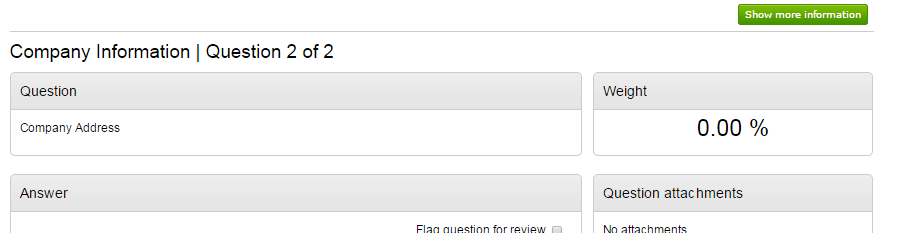 Show more information
Company Information | Question 2 of 2
Question
Weight
Company Address
0.00 %
Answer
Question attachments
Flag question for review
No attachments